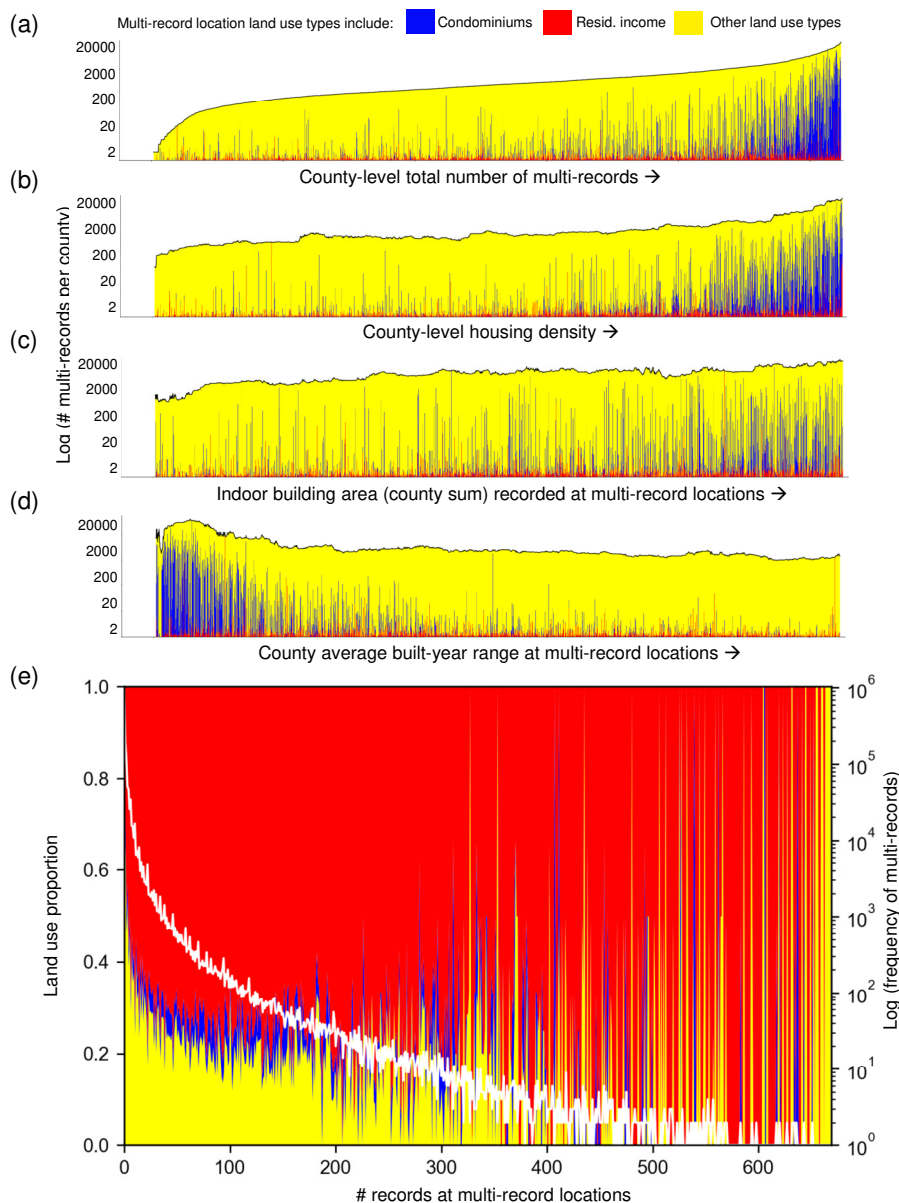 (a)
Multi-record location land use types include: Condominiums Resid. income Other land use types
20000
2000
200
20
2
County-level total number of multi-records →
(b)
20000
2000
200
20
2
County-level housing density →
(c)
20000
2000
200
20
2
Indoor building area (county sum) recorded at multi-record locations →
(d)
20000
2000
200
20
2
County average built-year range at multi-record locations →
Log (# multi-records per county)
(e)
1.0
0.8
0.6
0.4
0.2
0.0
Land use proportion
10^6
10^5
10^4
10^3
10^2
10^1
10^0
Log (frequency of multi-records)
0 100 200 300 400 500 600
# records at multi-record locations